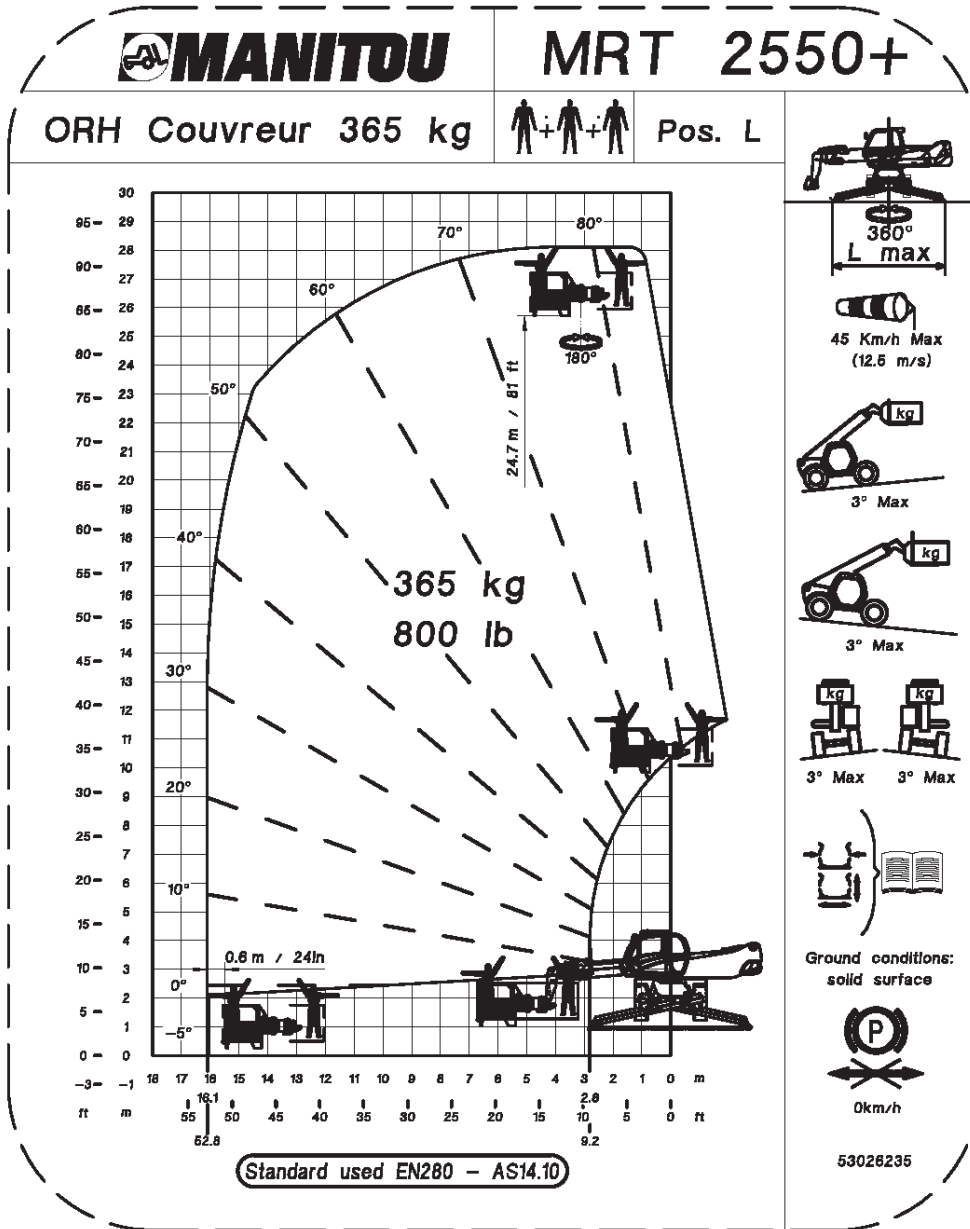 MANITOU
MRT 2550+
ORH Couvreur 365 kg
+ +
Pos. L
360°
L max
45 Km/h Max
(12.5 m/s)
kg
3° Max
kg
3° Max
kg
kg
3° Max
3° Max
Ground conditions:
solid surface
P
0km/h
53026235
30
95- 29
28
90- 27
85- 26
25
80- 24
75- 23
22
70- 21
65- 20
19
60- 18
55- 17
16
50- 15
14
45- 13
40- 12
35- 11
10
30- 9
25- 8
7
20- 6
15- 5
4
10- 3
2
5- 1
0- 0
-3- -1
ft m
80°
70°
60°
50°
40°
30°
20°
10°
0°
-5°
180°
24.7 m / 81 ft
365 kg
800 lb
0.6 m / 24in
18 17 16 15 14 13 12 11 10 9 8 7 6 5 4 3 2 1 0 m
16.1
2.8
55 50 45 40 35 30 25 20 15 10 5 0 ft
52.8
9.2
Standard used EN280 - AS14.10